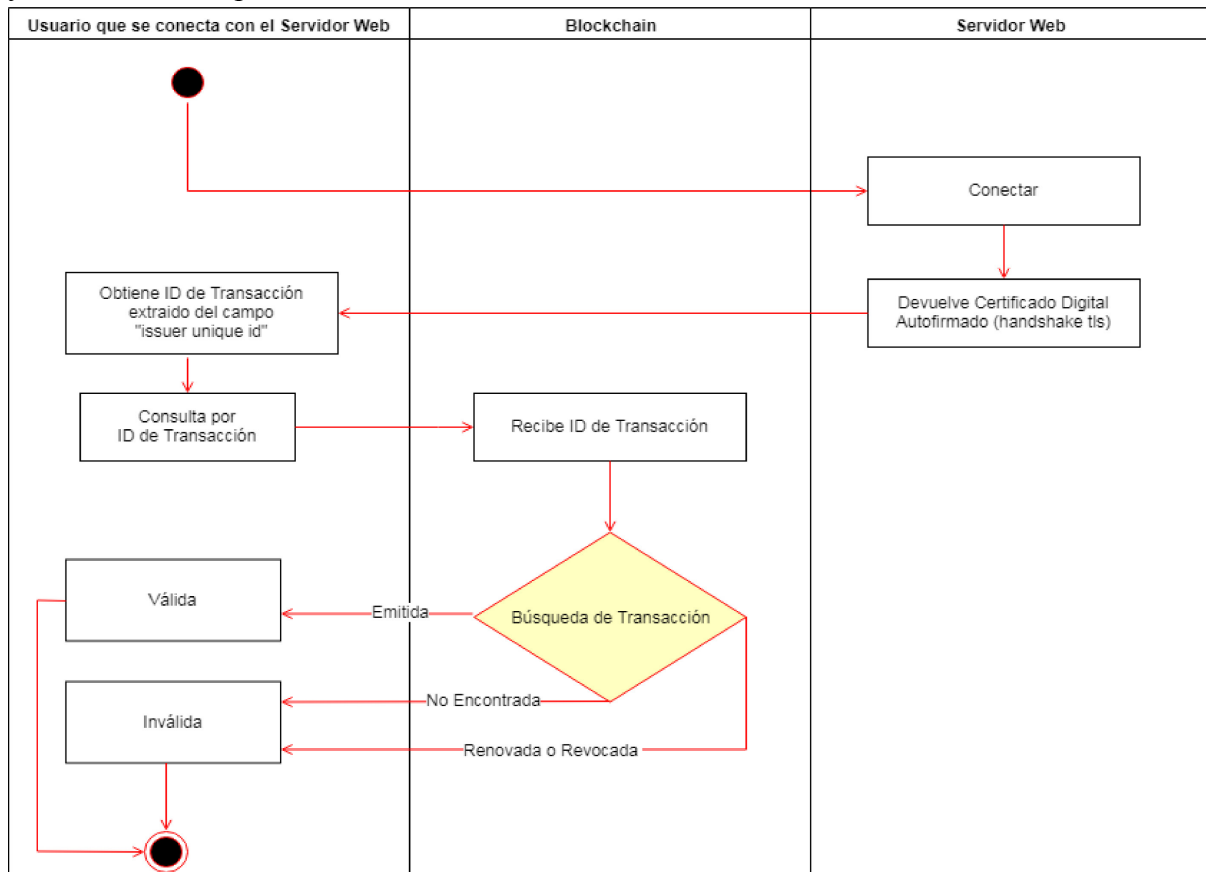 Usuario que se conecta con el Servidor Web
Blockchain
Servidor Web
Conectar
Devuelve Certificado Digital
Autofirmado (handshake tls)
Obtiene ID de Transacción
extraido del campo
"issuer unique id"
Consulta por
ID de Transacción
Recibe ID de Transacción
Búsqueda de Transacción
Emitida
Válida
No Encontrada
Inválida
Renovada o Revocada